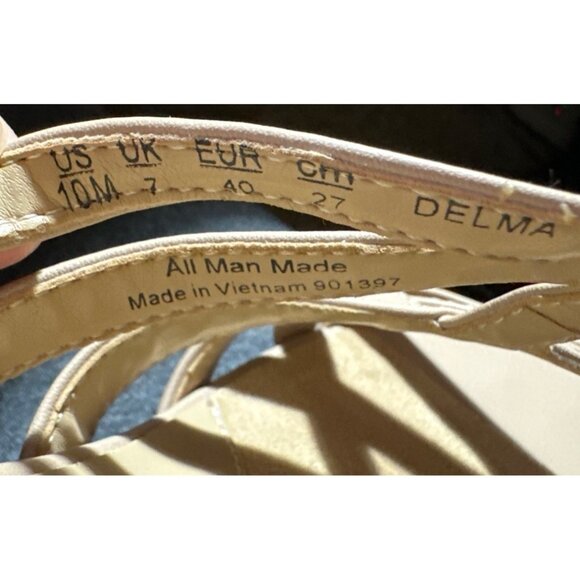 US UK EUR cm
10M 7 40 27 DELMA
All Man Made
Made in Vietnam 901397